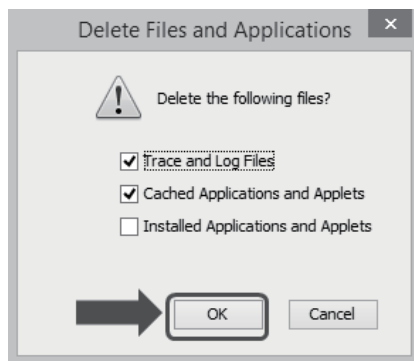 Delete Files and Applications
Delete the following files?
Trace and Log Files
Cached Applications and Applets
Installed Applications and Applets
OK Cancel